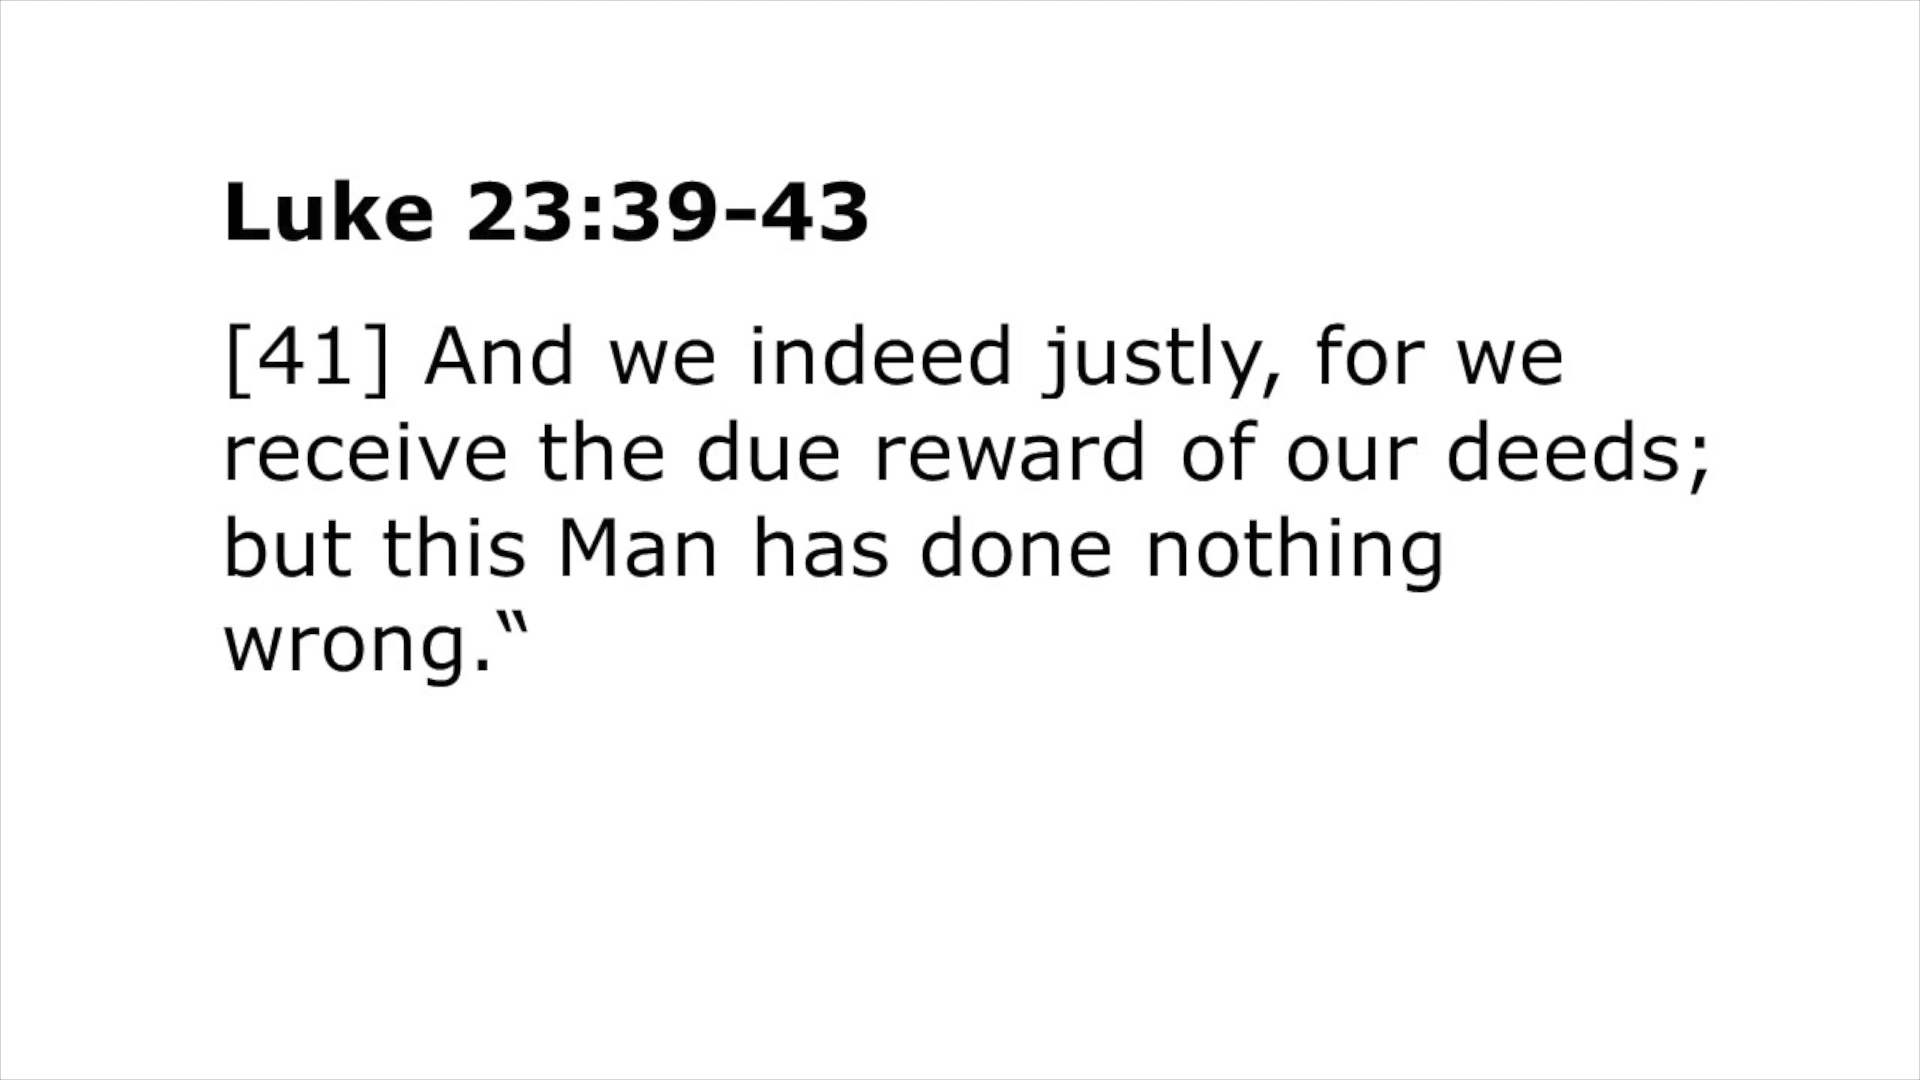 Luke 23:39-43
[41] And we indeed justly, for we
receive the due reward of our deeds;
but this Man has done nothing
wrong.“